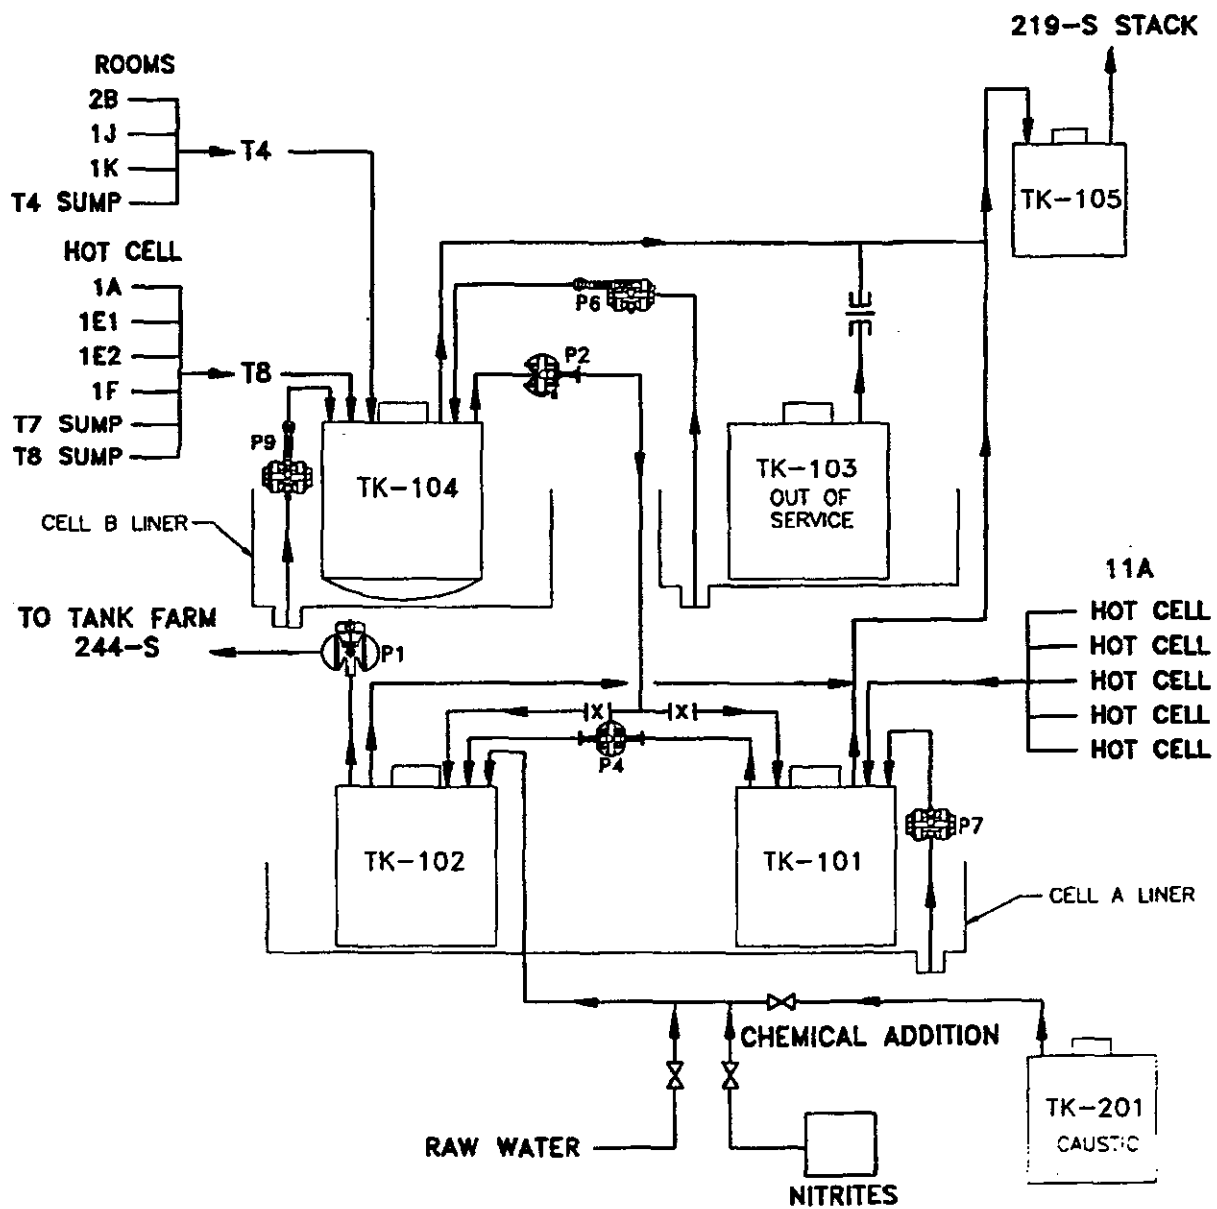 219-S STACK
ROOMS
2B
1J
1K
T4 SUMP
T4
TK-105
HOT CELL
1A
1E1
1E2
1F
T7 SUMP
T8 SUMP
T8
P6
P2
P9
TK-104
TK-103
OUT OF
SERVICE
CELL B LINER
11A
HOT CELL
HOT CELL
HOT CELL
HOT CELL
HOT CELL
TO TANK FARM
244-S
P1
X
X
P4
P7
TK-102
TK-101
CELL A LINER
CHEMICAL ADDITION
TK-201
CAUSTIC
RAW WATER
NITRITES